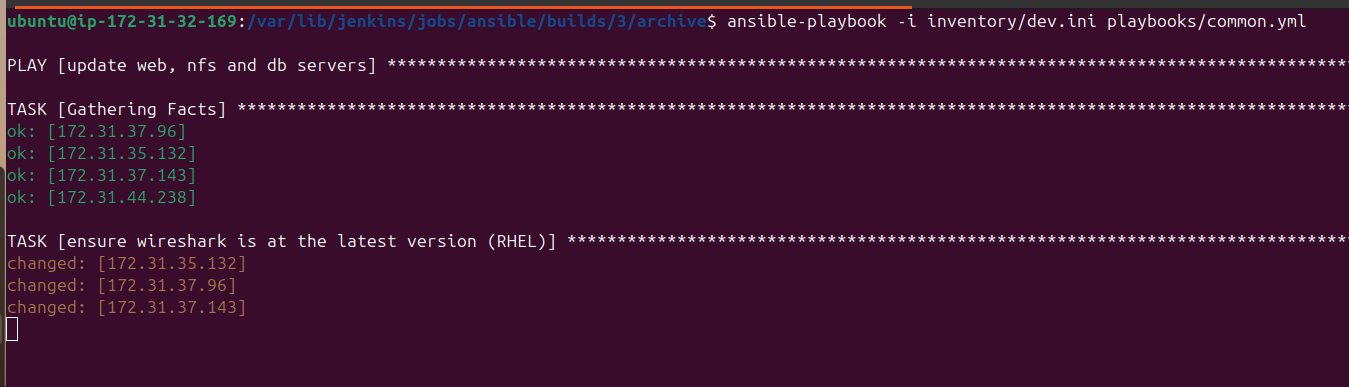 ubuntu@ip-172-31-32-169:/var/lib/jenkins/jobs/ansible/builds/3/archive$ ansible-playbook -i inventory/dev.ini playbooks/common.yml
PLAY [update web, nfs and db servers] *************************************************************************************************
TASK [Gathering Facts] ****************************************************************************************************************
ok: [172.31.37.96]
ok: [172.31.35.132]
ok: [172.31.37.143]
ok: [172.31.44.238]
TASK [ensure wireshark is at the latest version (RHEL)] *******************************************************************************
changed: [172.31.35.132]
changed: [172.31.37.96]
changed: [172.31.37.143]